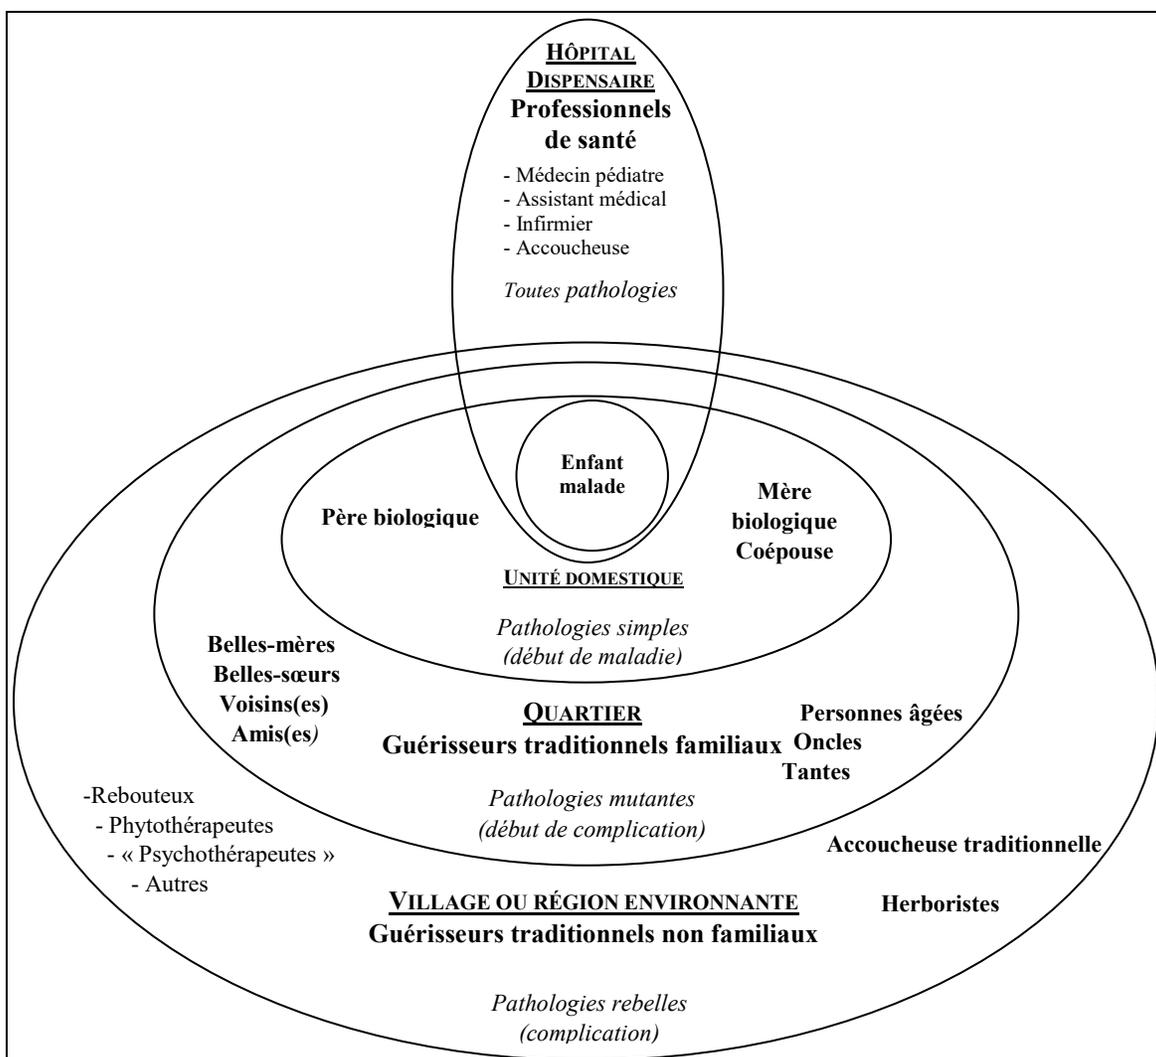 HÔPITAL
DISPENSAIRE
Professionnels
de santé
- Médecin pédiatre
- Assistant médical
- Infirmier
- Accoucheuse
Toutes pathologies
Enfant
malade
Père biologique
Mère
biologique
Coépouse
UNITÉ DOMESTIQUE
Pathologies simples
(début de maladie)
Belles-mères
Belles-sœurs
Voisins(es)
Amis(es)
QUARTIER
Guérisseurs traditionnels familiaux
Personnes âgées
Oncles
Tantes
Pathologies mutantes
(début de complication)
-Rebouteux
- Phytothérapeutes
- « Psychothérapeutes »
- Autres
Accoucheuse traditionnelle
Herboristes
VILLAGE OU RÉGION ENVIRONNANTE
Guérisseurs traditionnels non familiaux
Pathologies rebelles
(complication)